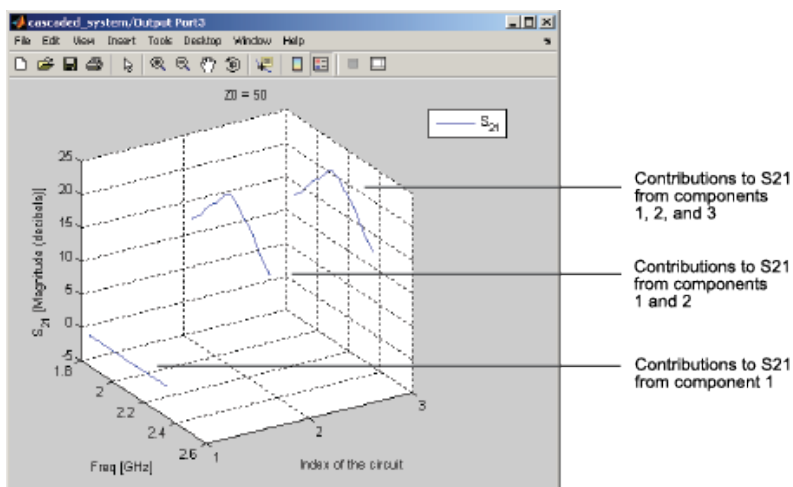 cascaded_system/Output Port3
File Edit View Insert Tools Desktop Window Help
Z0 = 50
S21
25
20
15
10
5
0
-5
S21 [Magnitude (decibels)]
1.8
2
2.2
2.4
2.6
Freq [GHz]
1
2
3
Index of the circuit
Contributions to S21
from components
1, 2, and 3
Contributions to S21
from components
1 and 2
Contributions to S21
from component 1